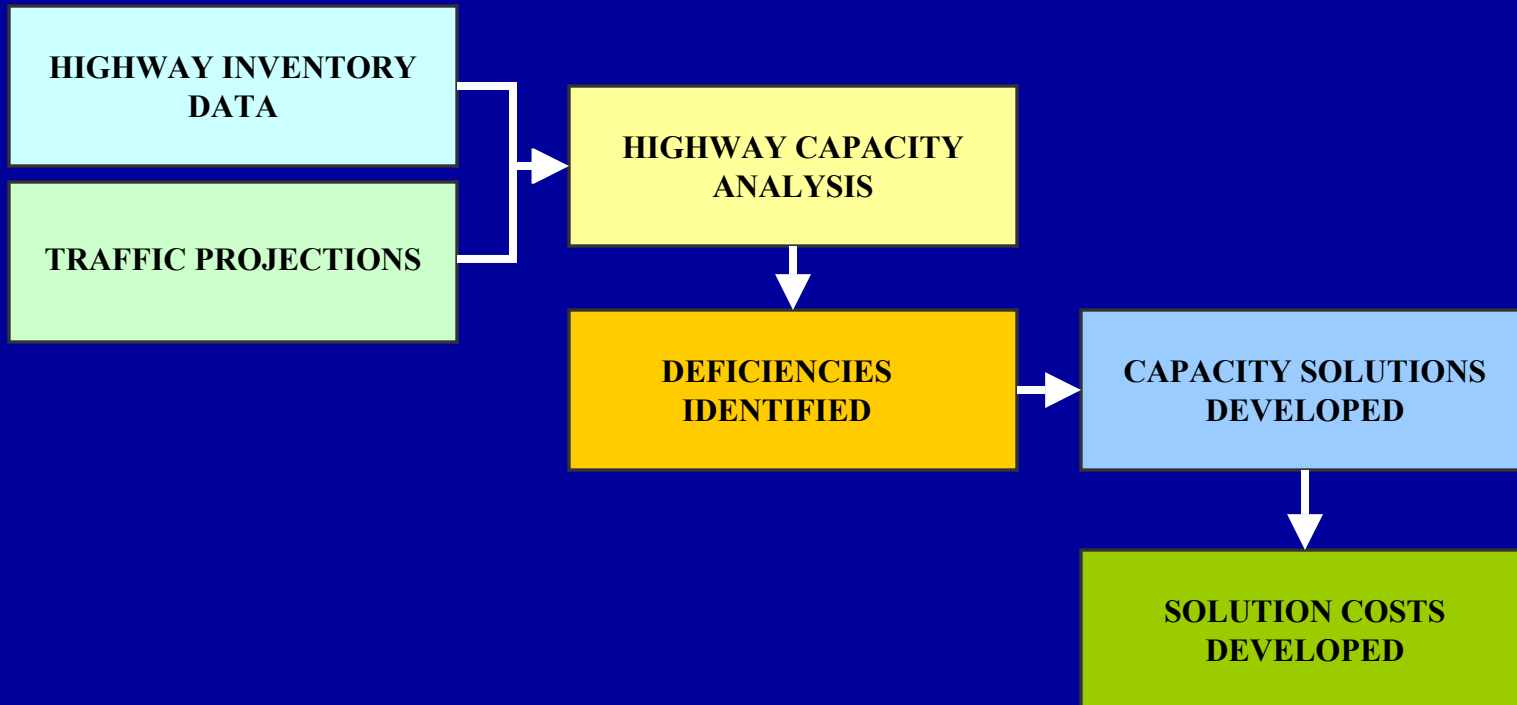 HIGHWAY INVENTORY
DATA
TRAFFIC PROJECTIONS
HIGHWAY CAPACITY
ANALYSIS
DEFICIENCIES
IDENTIFIED
CAPACITY SOLUTIONS
DEVELOPED
SOLUTION COSTS
DEVELOPED